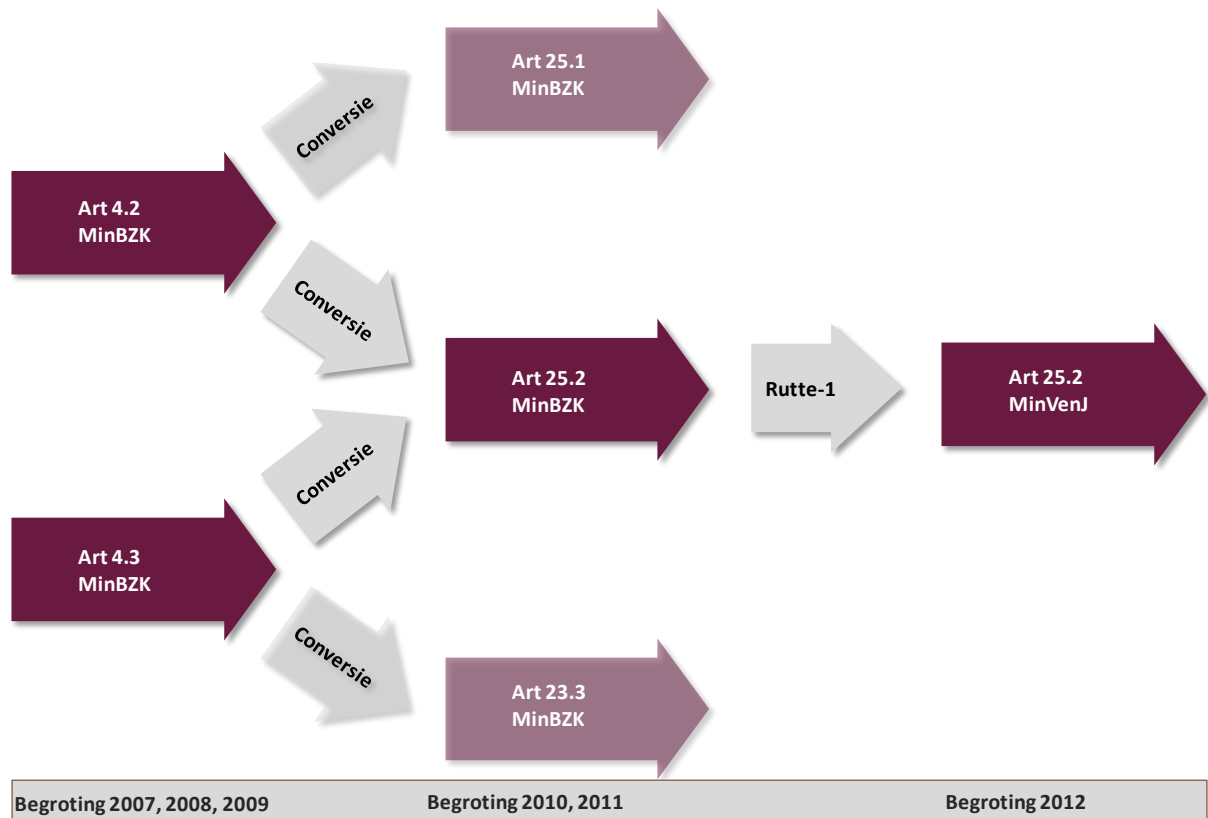 Art 25.1
MinBZK
Conversie
Art 4.2
MinBZK
Conversie
Art 25.2
MinBZK
Rutte-1
Art 25.2
MinVenJ
Conversie
Art 4.3
MinBZK
Conversie
Art 23.3
MinBZK
Begroting 2007, 2008, 2009
Begroting 2010, 2011
Begroting 2012